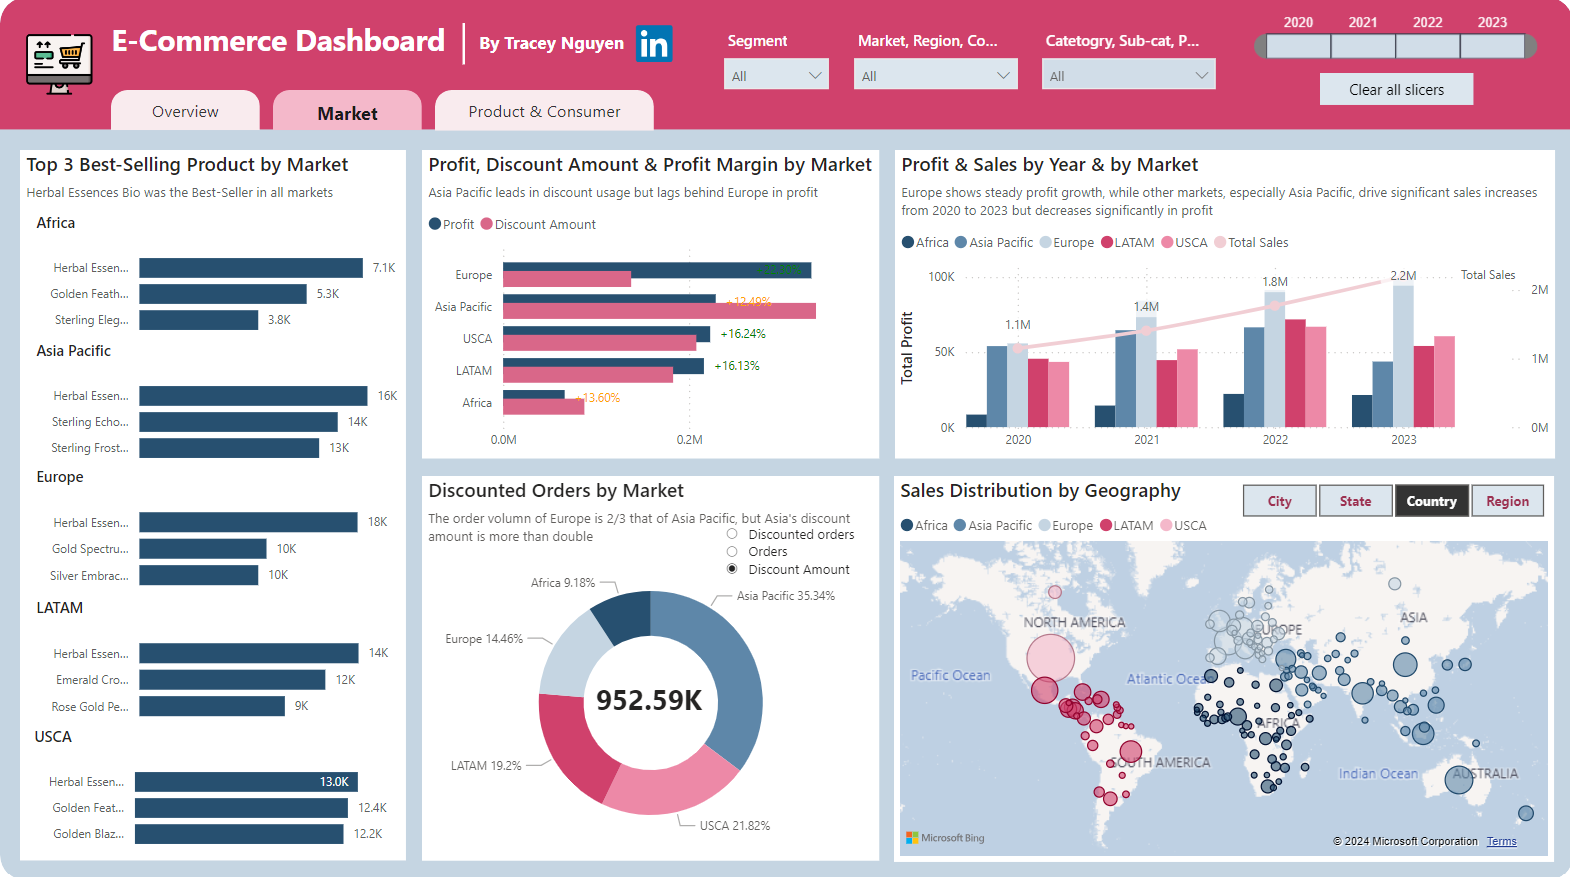 E-Commerce Dashboard
By Tracey Nguyen
in
Segment
All
Market, Region, Co...
All
Catetogry, Sub-cat, P...
All
2020
2021
2022
2023
Clear all slicers
Overview
Market
Product & Consumer
Top 3 Best-Selling Product by Market
Herbal Essences Bio was the Best-Seller in all markets
Africa
Herbal Essen... 7.1K
Golden Feath... 5.3K
Sterling Eleg... 3.8K
Asia Pacific
Herbal Essen... 16K
Sterling Echo... 14K
Sterling Frost... 13K
Europe
Herbal Essen... 18K
Gold Spectru... 10K
Silver Embrac... 10K
LATAM
Herbal Essen... 14K
Emerald Cro... 12K
Rose Gold Pe... 9K
USCA
Herbal Essen... 13.0K
Golden Feat... 12.4K
Golden Blaz... 12.2K
Profit, Discount Amount & Profit Margin by Market
Asia Pacific leads in discount usage but lags behind Europe in profit
Profit
Discount Amount
Europe
Asia Pacific +12.49%
USCA +16.24%
LATAM +16.13%
Africa +13.60%
0.0M
0.2M
Profit & Sales by Year & by Market
Europe shows steady profit growth, while other markets, especially Asia Pacific, drive significant sales increases
from 2020 to 2023 but decreases significantly in profit
Africa
Asia Pacific
Europe
LATAM
USCA
Total Sales
Total Profit
100K
50K
0K
1.1M
1.4M
1.8M
2.2M
Total Sales
2M
1M
0M
2020
2021
2022
2023
Discounted Orders by Market
The order volumn of Europe is 2/3 that of Asia Pacific, but Asia's discount
amount is more than double
Discounted orders
Orders
Discount Amount
Africa 9.18%
Asia Pacific 35.34%
Europe 14.46%
952.59K
LATAM 19.2%
USCA 21.82%
Sales Distribution by Geography
City
State
Country
Region
Africa
Asia Pacific
Europe
LATAM
USCA
NORTH AMERICA
EUROPE
ASIA
Pacific Ocean
Atlantic Ocean
AFRICA
SOUTH AMERICA
Indian Ocean
AUSTRALIA
Microsoft Bing
© 2024 Microsoft Corporation
Terms